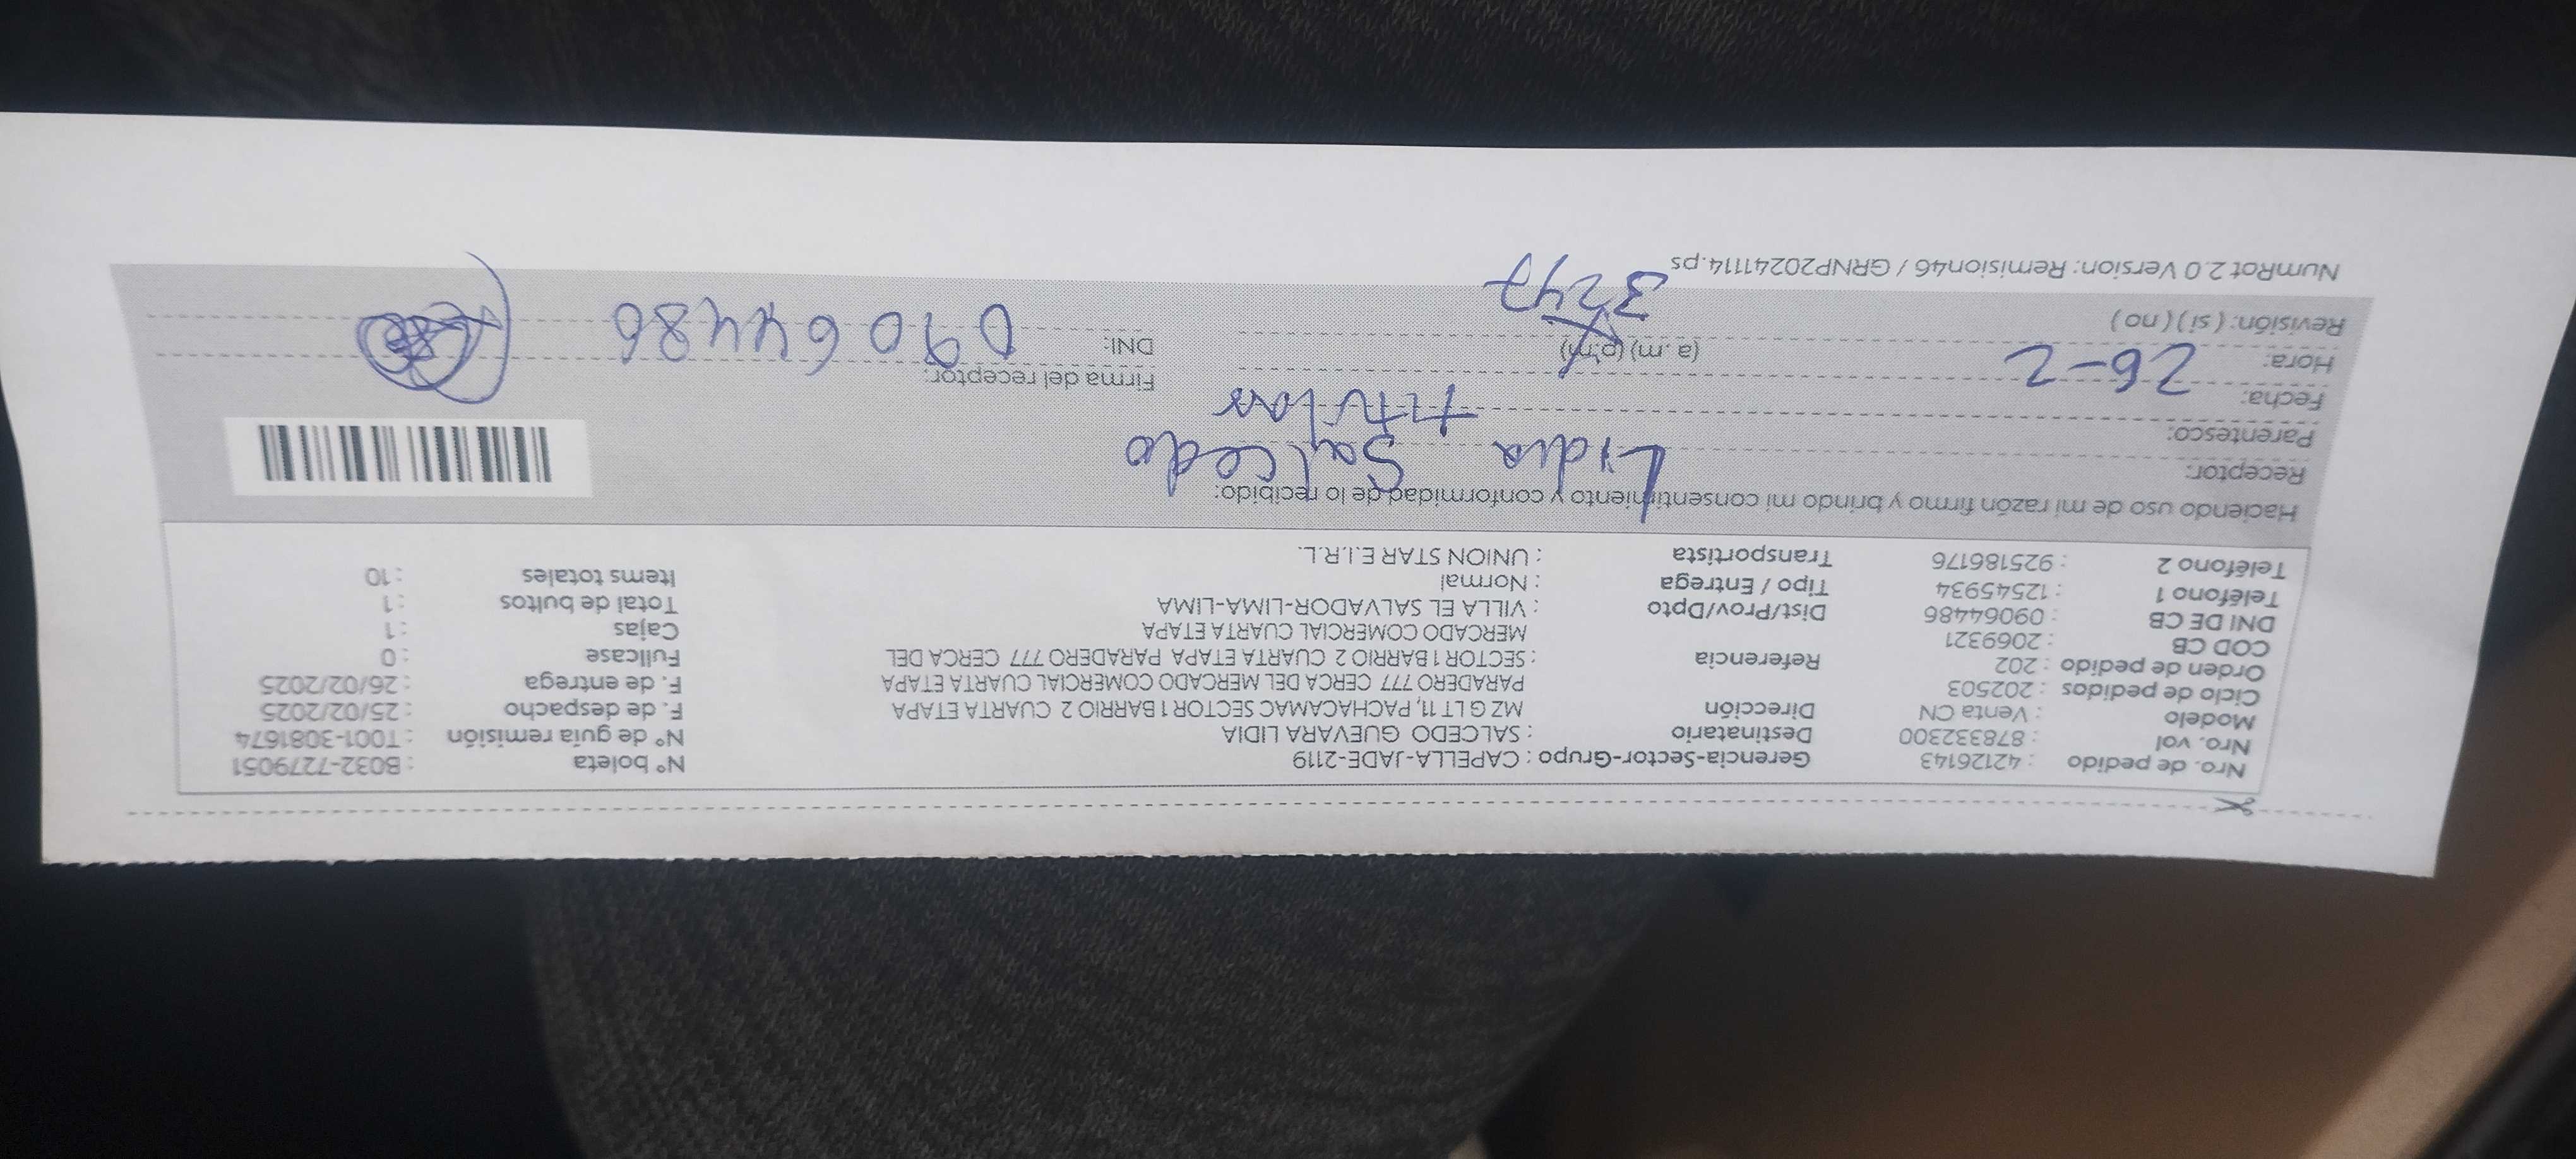 Nro. de pedido : 42126143 Gerencia-Sector-Grupo : CAPELLA-JADE-2119 N° boleta : B032-7279051
Nro. vol : 878332300 Destinatario : SALCEDO GUEVARA LIDIA N° de guía remisión : T001-3081674
Modelo : Venta CN Dirección MZ G LT 11, PACHACAMAC SECTOR 1 BARRIO 2 CUARTA ETAPA F. de despacho : 25/02/2025
Ciclo de pedidos : 202503 PARADERO 777 CERCA DEL MERCADO COMERCIAL CUARTA ETAPA F. de entrega : 26/02/2025
Orden de pedido : 202 Referencia : SECTOR 1 BARRIO 2 CUARTA ETAPA PARADERO 777 CERCA DEL Fullcase : 0
COD CB : 2069321 MERCADO COMERCIAL CUARTA ETAPA Cajas : 1
DNI DE CB : 09064486 Dist/Prov/Dpto : VILLA EL SALVADOR-LIMA-LIMA Total de bultos : 1
Teléfono 1 : 12545934 Tipo / Entrega : Normal Items totales : 10
Teléfono 2 : 925186176 Transportista : UNION STAR E.I.R.L.
Haciendo uso de mi razón firmo y brindo mi consentimiento y conformidad de lo recibido:
Receptor: Lidia Salcedo
Parentesco: titular
Fecha: 26-2 Firma del receptor:
Hora: (a.m) (p.m) DNI: 09064486
Revisión: ( si ) ( no ) 3247
NumRot 2.0 Version: Remision46 / GRNP20241114.ps